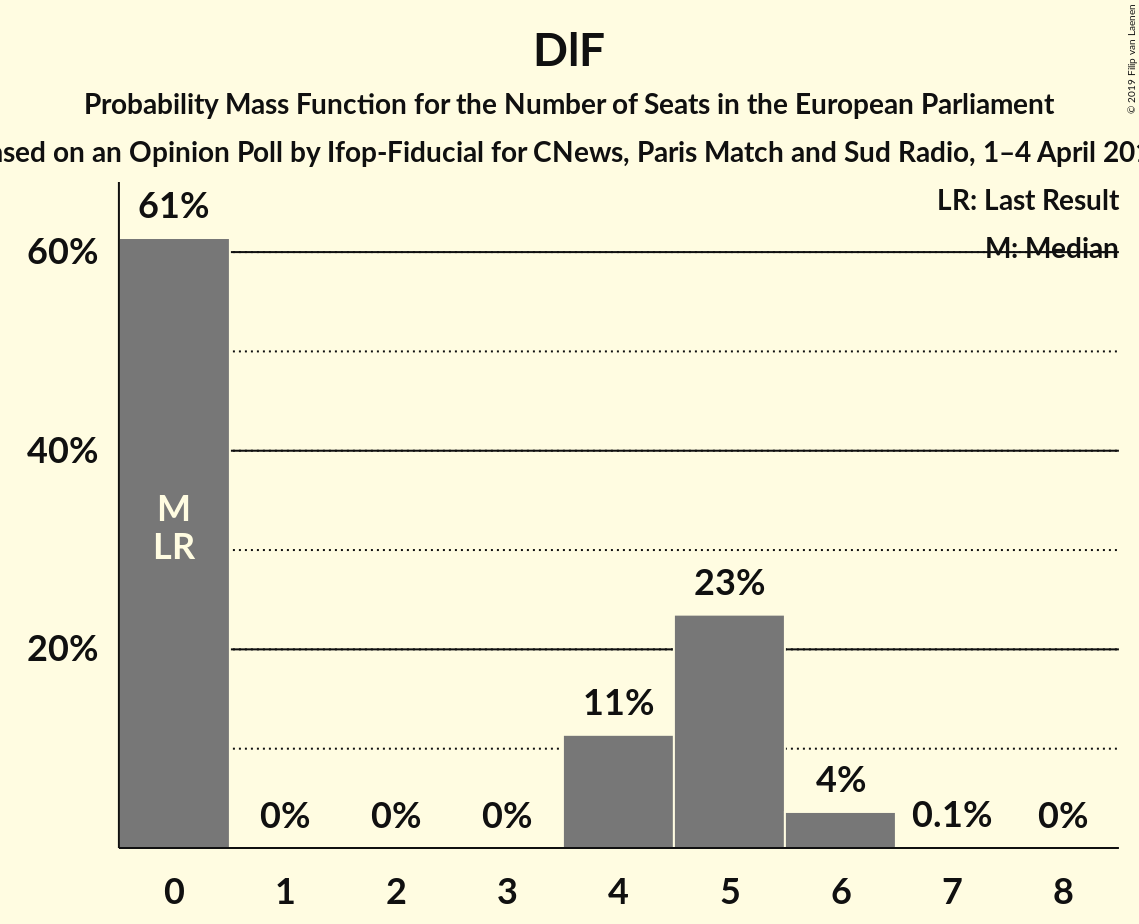 DlF
Probability Mass Function for the Number of Seats in the European Parliament
on an Opinion Poll by Ifop-Fiducial for CNews, Paris Match and Sud Radio, 1–4 April
© 2019 Filip van Laenen
LR: Last Result
M: Median
61%
60%
40%
20%
M
LR
0%
0%
0%
11%
23%
4%
0.1%
0%
0
1
2
3
4
5
6
7
8